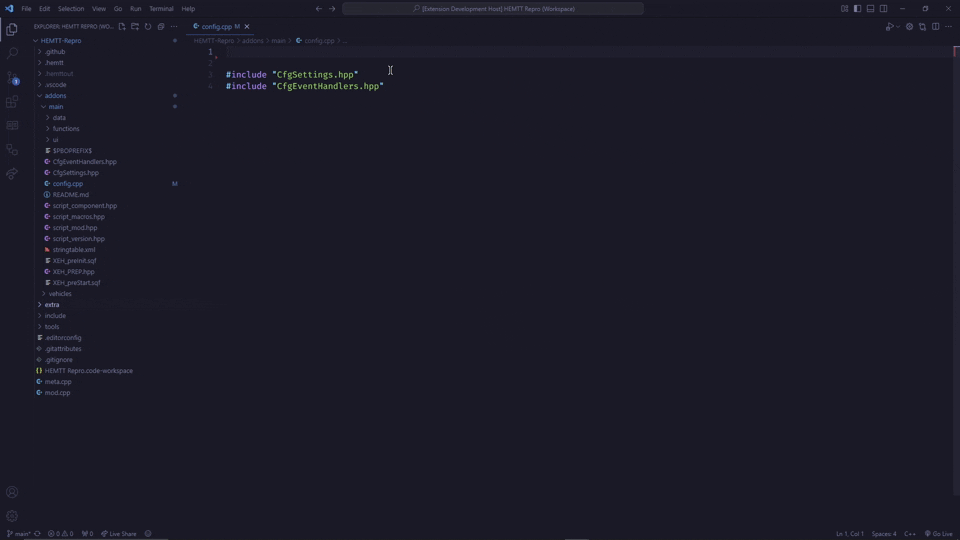 File Edit Selection View Go Run Terminal Help
[Extension Development Host] HEMTT Repro (Workspace)
EXPLORER: HEMTT REPRO (WO...
config.cpp M
HEMTT-Repro > addons > main > config.cpp > ...
HEMTT-Repro
.github
.hemtt
.hemttout
.vscode
addons
main
data
functions
ui
$PBOPREFIX$
CfgEventHandlers.hpp
CfgSettings.hpp
config.cpp M
README.md
script_component.hpp
script_macros.hpp
script_mod.hpp
script_version.hpp
stringtable.xml
XEH_preInit.sqf
XEH_PREP.hpp
XEH_preStart.sqf
vehicles
extra
include
tools
.editorconfig
.gitattributes
.gitignore
HEMTT Repro.code-workspace
meta.cpp
mod.cpp
1
2
3 #include "CfgSettings.hpp"
4 #include "CfgEventHandlers.hpp"
1
main* 0 0 0 Live Share
Ln 1, Col 1 Spaces: 4 C++ Go Live